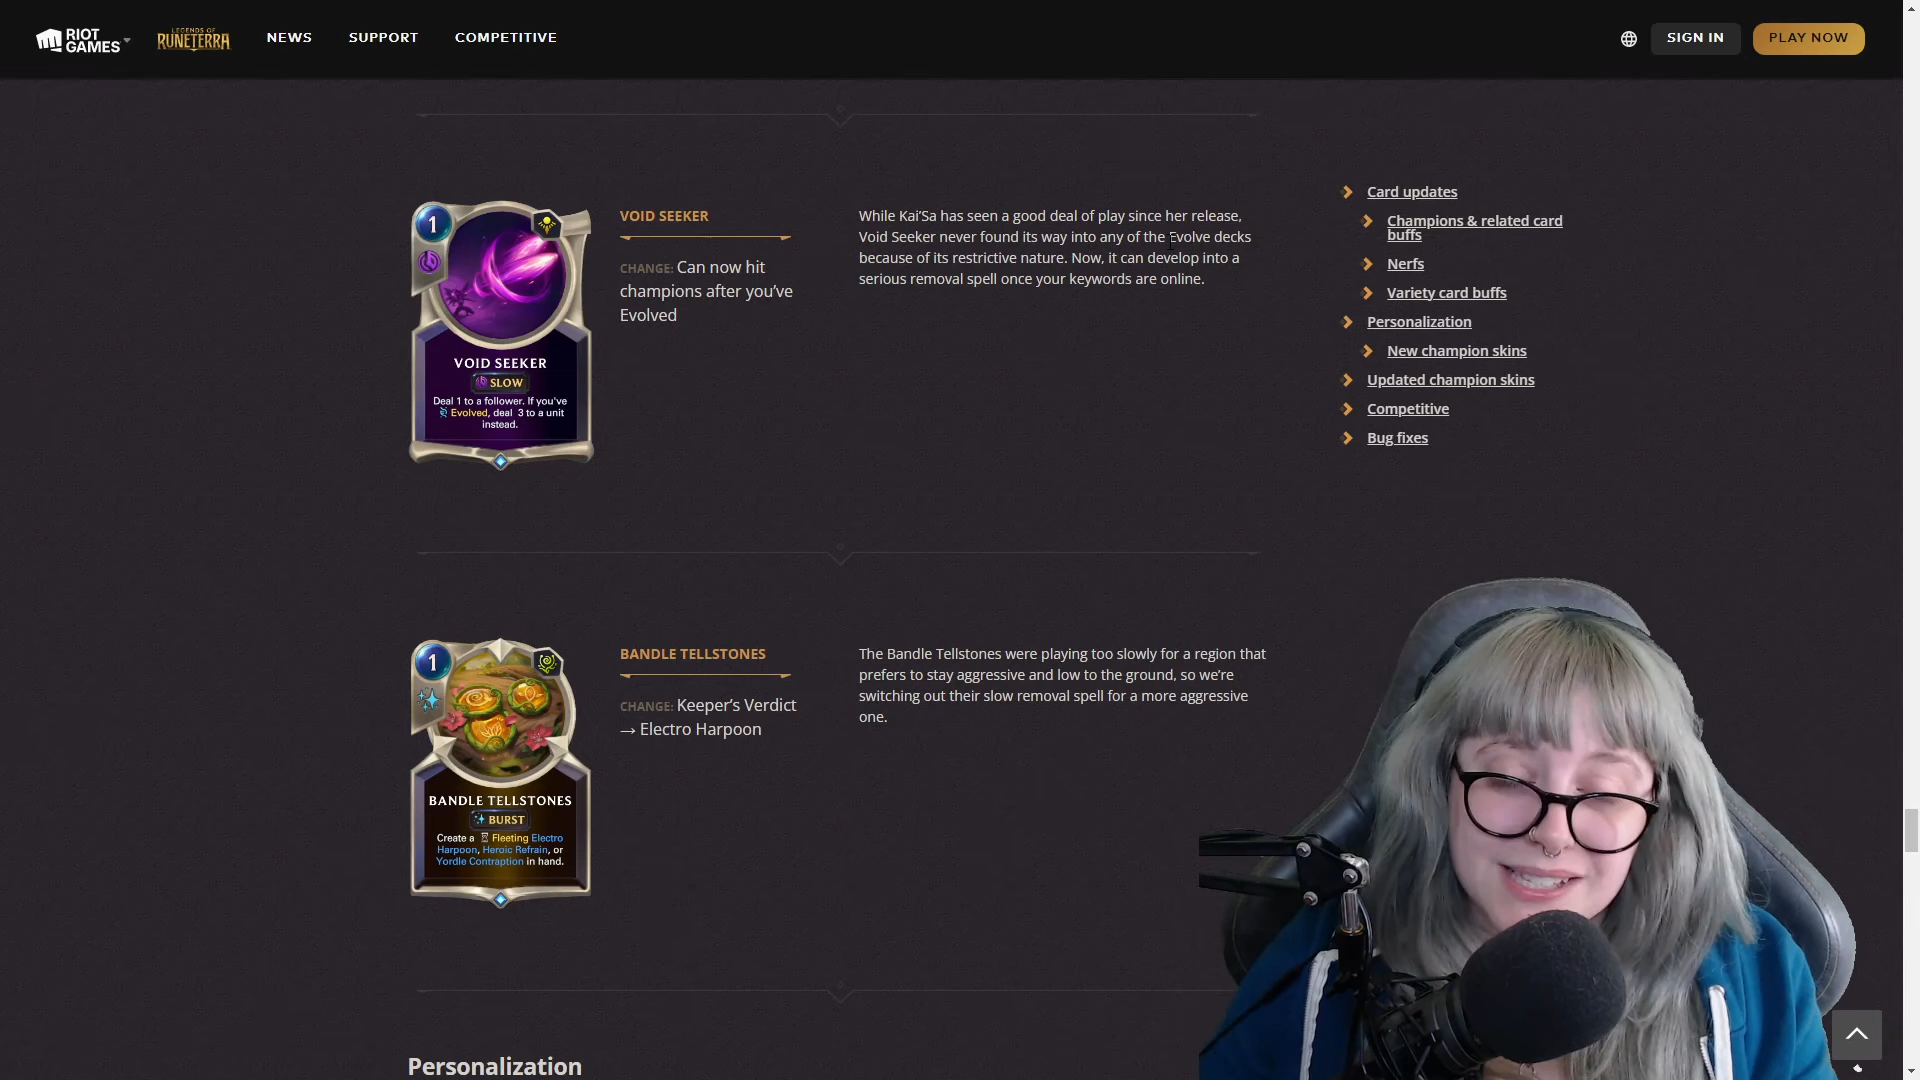 RIOT
GAMES
LEGENDS OF
RUNETERRA
NEWS
SUPPORT
COMPETITIVE
SIGN IN
PLAY NOW
1
VOID SEEKER
SLOW
Deal 1 to a follower. If you've
Evolved, deal 3 to a unit
instead.
VOID SEEKER
CHANGE: Can now hit
champions after you’ve
Evolved
While Kai’Sa has seen a good deal of play since her release,
Void Seeker never found its way into any of the Evolve decks
because of its restrictive nature. Now, it can develop into a
serious removal spell once your keywords are online.
Card updates
Champions & related card
buffs
Nerfs
Variety card buffs
Personalization
New champion skins
Updated champion skins
Competitive
Bug fixes
1
BANDLE TELLSTONES
BURST
Create a Fleeting Electro
Harpoon, Heroic Refrain, or
Yordle Contraption in hand.
BANDLE TELLSTONES
CHANGE: Keeper’s Verdict
→ Electro Harpoon
The Bandle Tellstones were playing too slowly for a region that
prefers to stay aggressive and low to the ground, so we’re
switching out their slow removal spell for a more aggressive
one.
Personalization